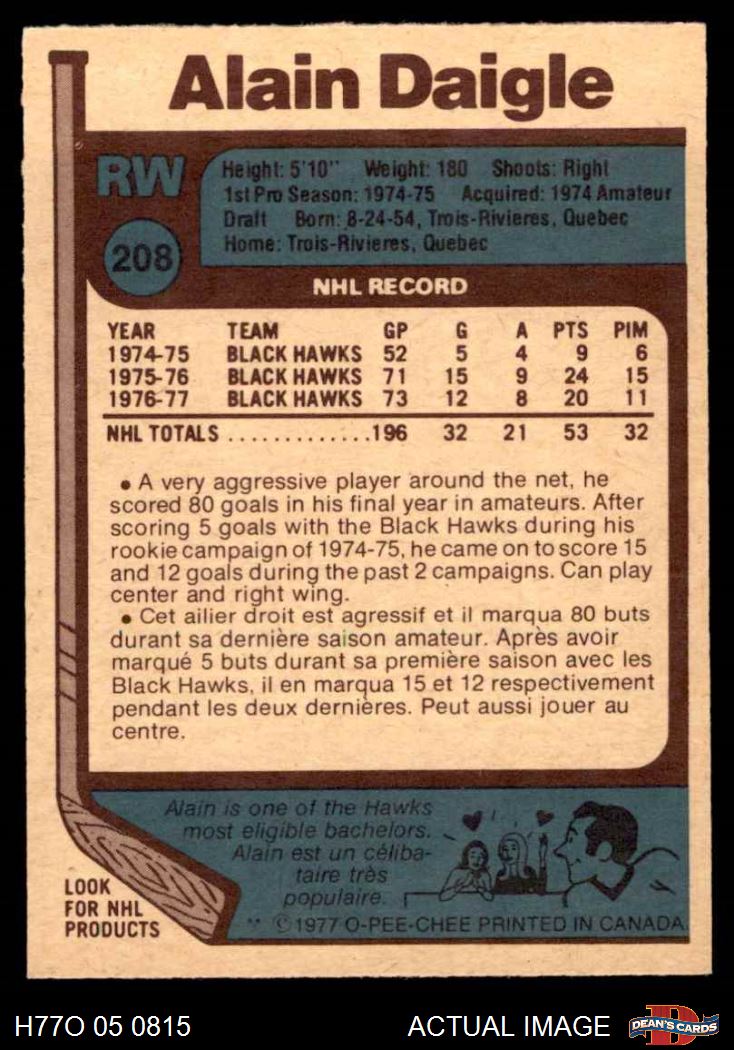 Alain Daigle
RW
208
Height: 5'10" Weight: 180 Shoots: Right
1st Pro Season: 1974-75 Acquired: 1974 Amateur
Draft Born: 8-24-54, Trois-Rivieres, Quebec
Home: Trois-Rivieres, Quebec
NHL RECORD
YEAR TEAM GP G A PTS PIM
1974-75 BLACK HAWKS 52 5 4 9 6
1975-76 BLACK HAWKS 71 15 9 24 15
1976-77 BLACK HAWKS 73 12 8 20 11
NHL TOTALS .............196 32 21 53 32
• A very aggressive player around the net, he
scored 80 goals in his final year in amateurs. After
scoring 5 goals with the Black Hawks during his
rookie campaign of 1974-75, he came on to score 15
and 12 goals during the past 2 campaigns. Can play
center and right wing.
• Cet ailier droit est agressif et il marqua 80 buts
durant sa dernière saison amateur. Après avoir
marqué 5 buts durant sa première saison avec les
Black Hawks, il en marqua 15 et 12 respectivement
pendant les deux dernières. Peut aussi jouer au
centre.
Alain is one of the Hawks
most eligible bachelors.
Alain est un céliba-
taire très
populaire.
LOOK
FOR NHL
PRODUCTS
** ©1977 O-PEE-CHEE PRINTED IN CANADA
H77O 05 0815
ACTUAL IMAGE
D
DEAN'S CARDS